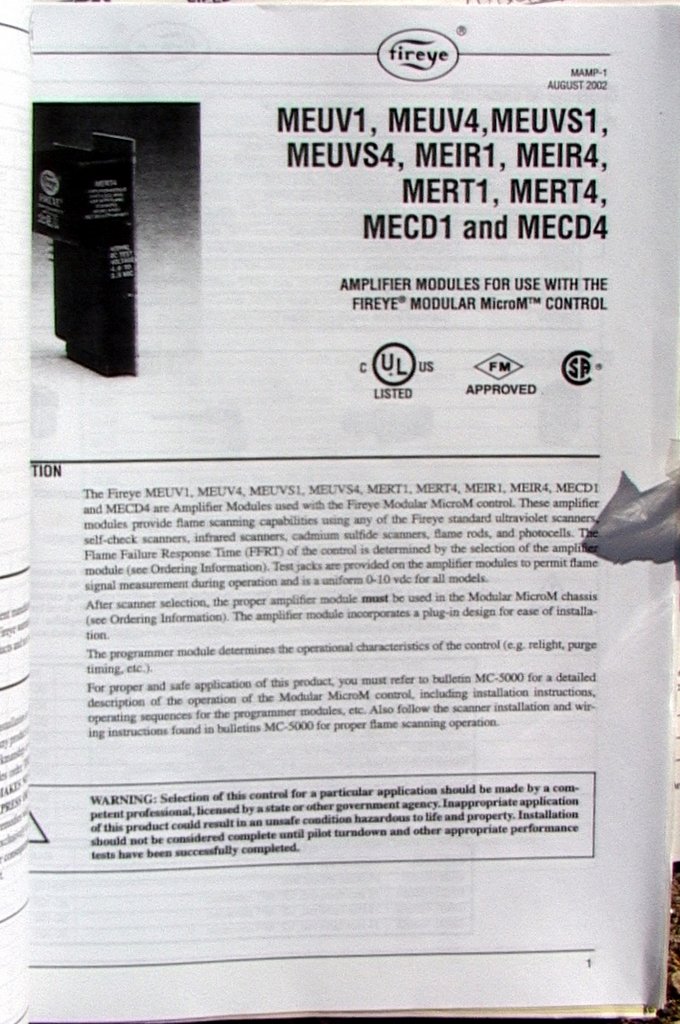 fireye ®
MAMP-1
AUGUST 2002
MEUV1, MEUV4,MEUVS1,
MEUVS4, MEIR1, MEIR4,
MERT1, MERT4,
MECD1 and MECD4
AMPLIFIER MODULES FOR USE WITH THE
FIREYE® MODULAR MicroM™ CONTROL
C UL US
LISTED
FM
APPROVED
SA ®
MERT4
FIREYE
TION
The Fireye MEUV1, MEUV4, MEUVS1, MEUVS4, MERT1, MERT4, MEIR1, MEIR4, MECD1
and MECD4 are Amplifier Modules used with the Fireye Modular MicroM control. These amplifier
modules provide flame scanning capabilities using any of the Fireye standard ultraviolet scanners,
self-check scanners, infrared scanners, cadmium sulfide scanners, flame rods, and photocells. The
Flame Failure Response Time (FFRT) of the control is determined by the selection of the amplifier
module (see Ordering Information). Test jacks are provided on the amplifier modules to permit flame
signal measurement during operation and is a uniform 0-10 vdc for all models.
After scanner selection, the proper amplifier module must be used in the Modular MicroM chassis
(see Ordering Information). The amplifier module incorporates a plug-in design for ease of installa-
tion.
The programmer module determines the operational characteristics of the control (e.g. relight, purge
timing, etc.).
For proper and safe application of this product, you must refer to bulletin MC-5000 for a detailed
description of the operation of the Modular MicroM control, including installation instructions,
operating sequences for the programmer modules, etc. Also follow the scanner installation and wir-
ing instructions found in bulletins MC-5000 for proper flame scanning operation.
WARNING: Selection of this control for a particular application should be made by a com-
petent professional, licensed by a state or other government agency. Inappropriate application
of this product could result in an unsafe condition hazardous to life and property. Installation
should not be considered complete until pilot turndown and other appropriate performance
tests have been successfully completed.
1